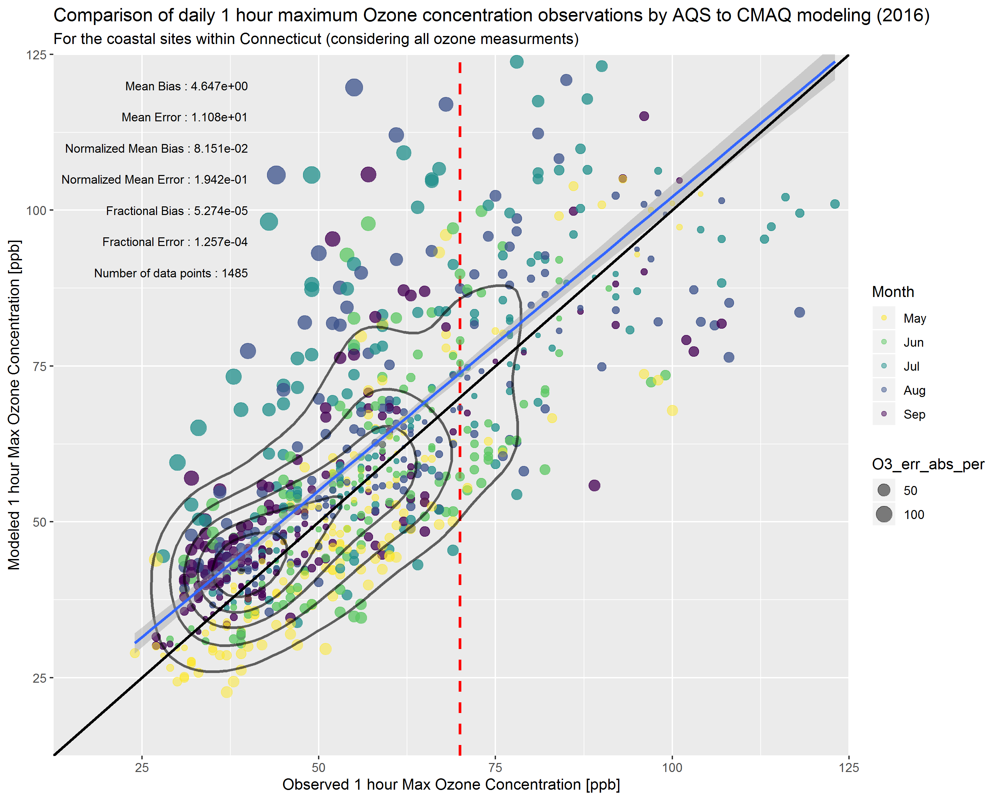 Comparison of daily 1 hour maximum Ozone concentration observations by AQS to CMAQ modeling (2016)
For the coastal sites within Connecticut (considering all ozone measurments)
Mean Bias : 4.647e+00
Mean Error : 1.108e+01
Normalized Mean Bias : 8.151e-02
Normalized Mean Error : 1.942e-01
Fractional Bias : 5.274e-05
Fractional Error : 1.257e-04
Number of data points : 1485
Modeled 1 hour Max Ozone Concentration [ppb]
125
100
75
50
25
25
50
75
100
125
Observed 1 hour Max Ozone Concentration [ppb]
Month
May
Jun
Jul
Aug
Sep
O3_err_abs_per
50
100